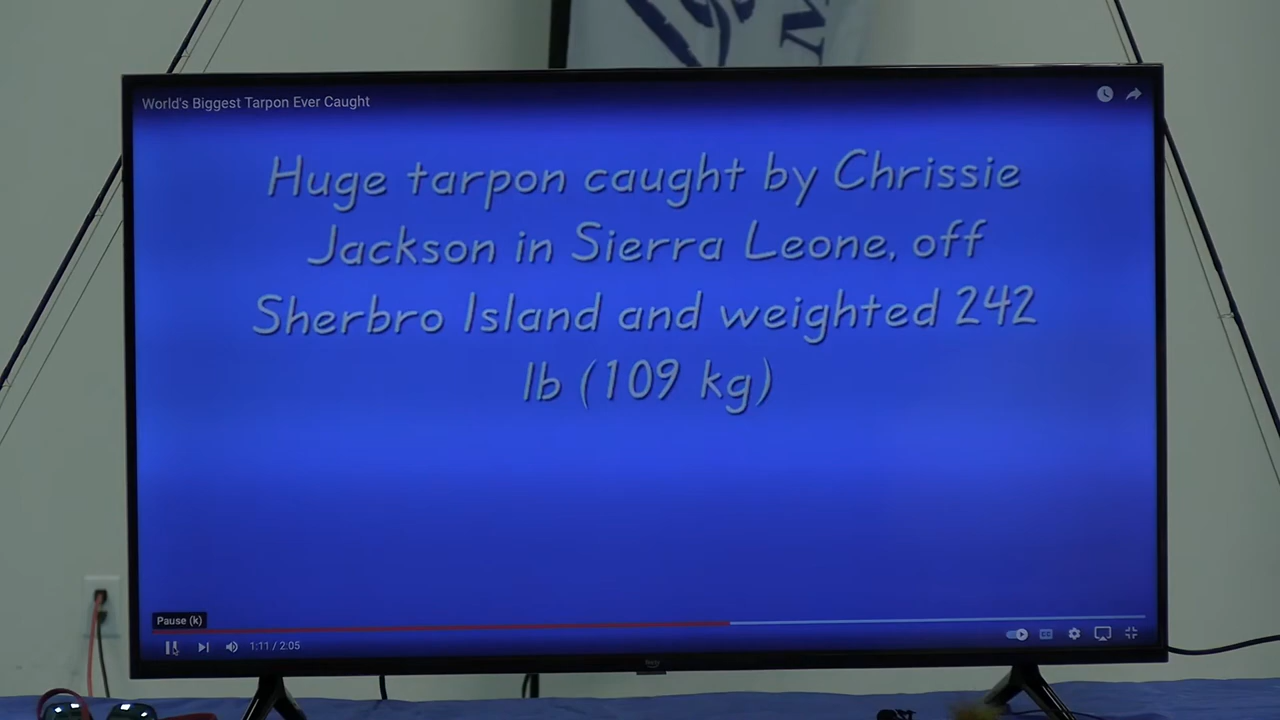 World's Biggest Tarpon Ever Caught
Huge tarpon caught by Chrissie
Jackson in Sierra Leone, off
Sherbro Island and weighted 242
lb (109 kg)
Pause (k)
1:11 / 2:05